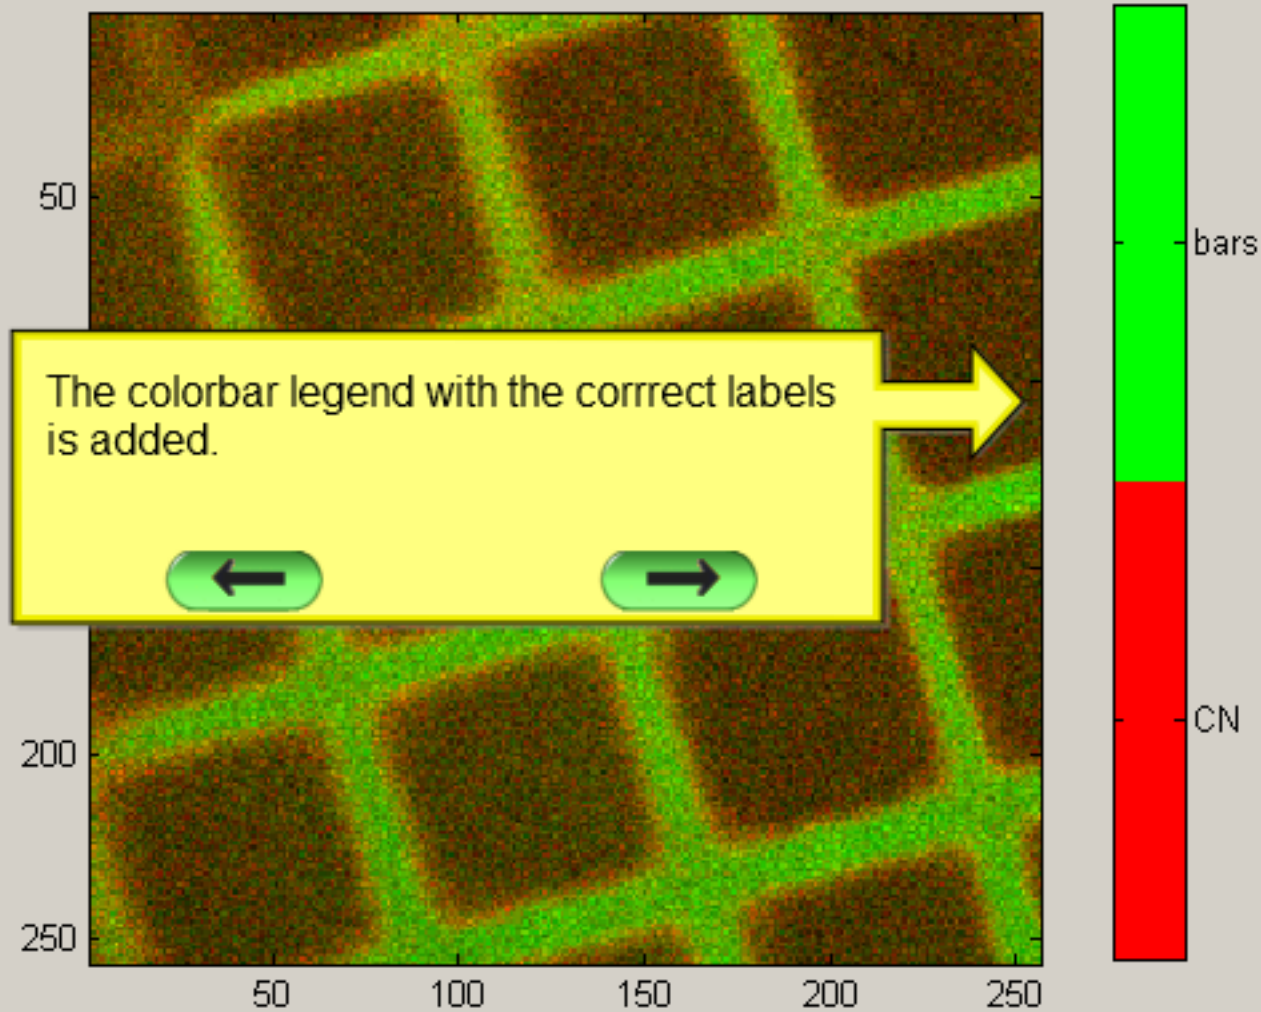 50
bars
The colorbar legend with the corrrect labels
is added.
CN
200
250
50 100 150 200 250